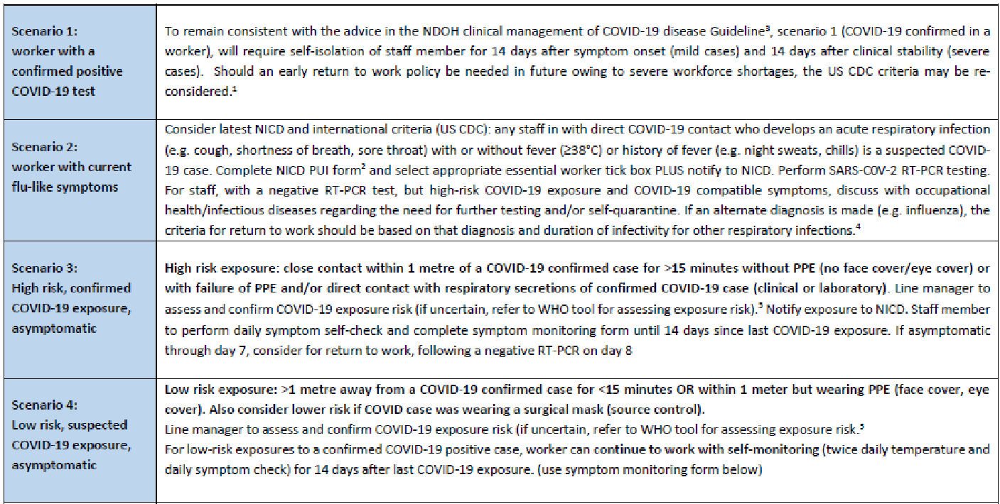 Scenario 1:
worker with a
confirmed positive
COVID-19 test
To remain consistent with the advice in the NDOH clinical management of COVID-19 disease Guideline³, scenario 1 (COVID-19 confirmed in a
worker), will require self-isolation of staff member for 14 days after symptom onset (mild cases) and 14 days after clinical stability (severe
cases). Should an early return to work policy be needed in future owing to severe workforce shortages, the US CDC criteria may be re-
considered.¹
Scenario 2:
worker with current
flu-like symptoms
Consider latest NICD and international criteria (US CDC): any staff in with direct COVID-19 contact who develops an acute respiratory infection
(e.g. cough, shortness of breath, sore throat) with or without fever (≥38°C) or history of fever (e.g. night sweats, chills) is a suspected COVID-
19 case. Complete NICD PUI form² and select appropriate essential worker tick box PLUS notify to NICD. Perform SARS-COV-2 RT-PCR testing.
For staff, with a negative RT-PCR test, but high-risk COVID-19 exposure and COVID-19 compatible symptoms, discuss with occupational
health/infectious diseases regarding the need for further testing and/or self-quarantine. If an alternate diagnosis is made (e.g. influenza), the
criteria for return to work should be based on that diagnosis and duration of infectivity for other respiratory infections.⁴
Scenario 3:
High risk, confirmed
COVID-19 exposure,
asymptomatic
High risk exposure: close contact within 1 metre of a COVID-19 confirmed case for >15 minutes without PPE (no face cover/eye cover) or
with failure of PPE and/or direct contact with respiratory secretions of confirmed COVID-19 case (clinical or laboratory). Line manager to
assess and confirm COVID-19 exposure risk (if uncertain, refer to WHO tool for assessing exposure risk).⁵ Notify exposure to NICD. Staff member
to perform daily symptom self-check and complete symptom monitoring form until 14 days since last COVID-19 exposure. If asymptomatic
through day 7, consider for return to work, following a negative RT-PCR on day 8
Scenario 4:
Low risk, suspected
COVID-19 exposure,
asymptomatic
Low risk exposure: >1 metre away from a COVID-19 confirmed case for <15 minutes OR within 1 meter but wearing PPE (face cover, eye
cover). Also consider lower risk if COVID case was wearing a surgical mask (source control).
Line manager to assess and confirm COVID-19 exposure risk (if uncertain, refer to WHO tool for assessing exposure risk.⁵
For low-risk exposures to a confirmed COVID-19 positive case, worker can continue to work with self-monitoring (twice daily temperature and
daily symptom check) for 14 days after last COVID-19 exposure. (use symptom monitoring form below)